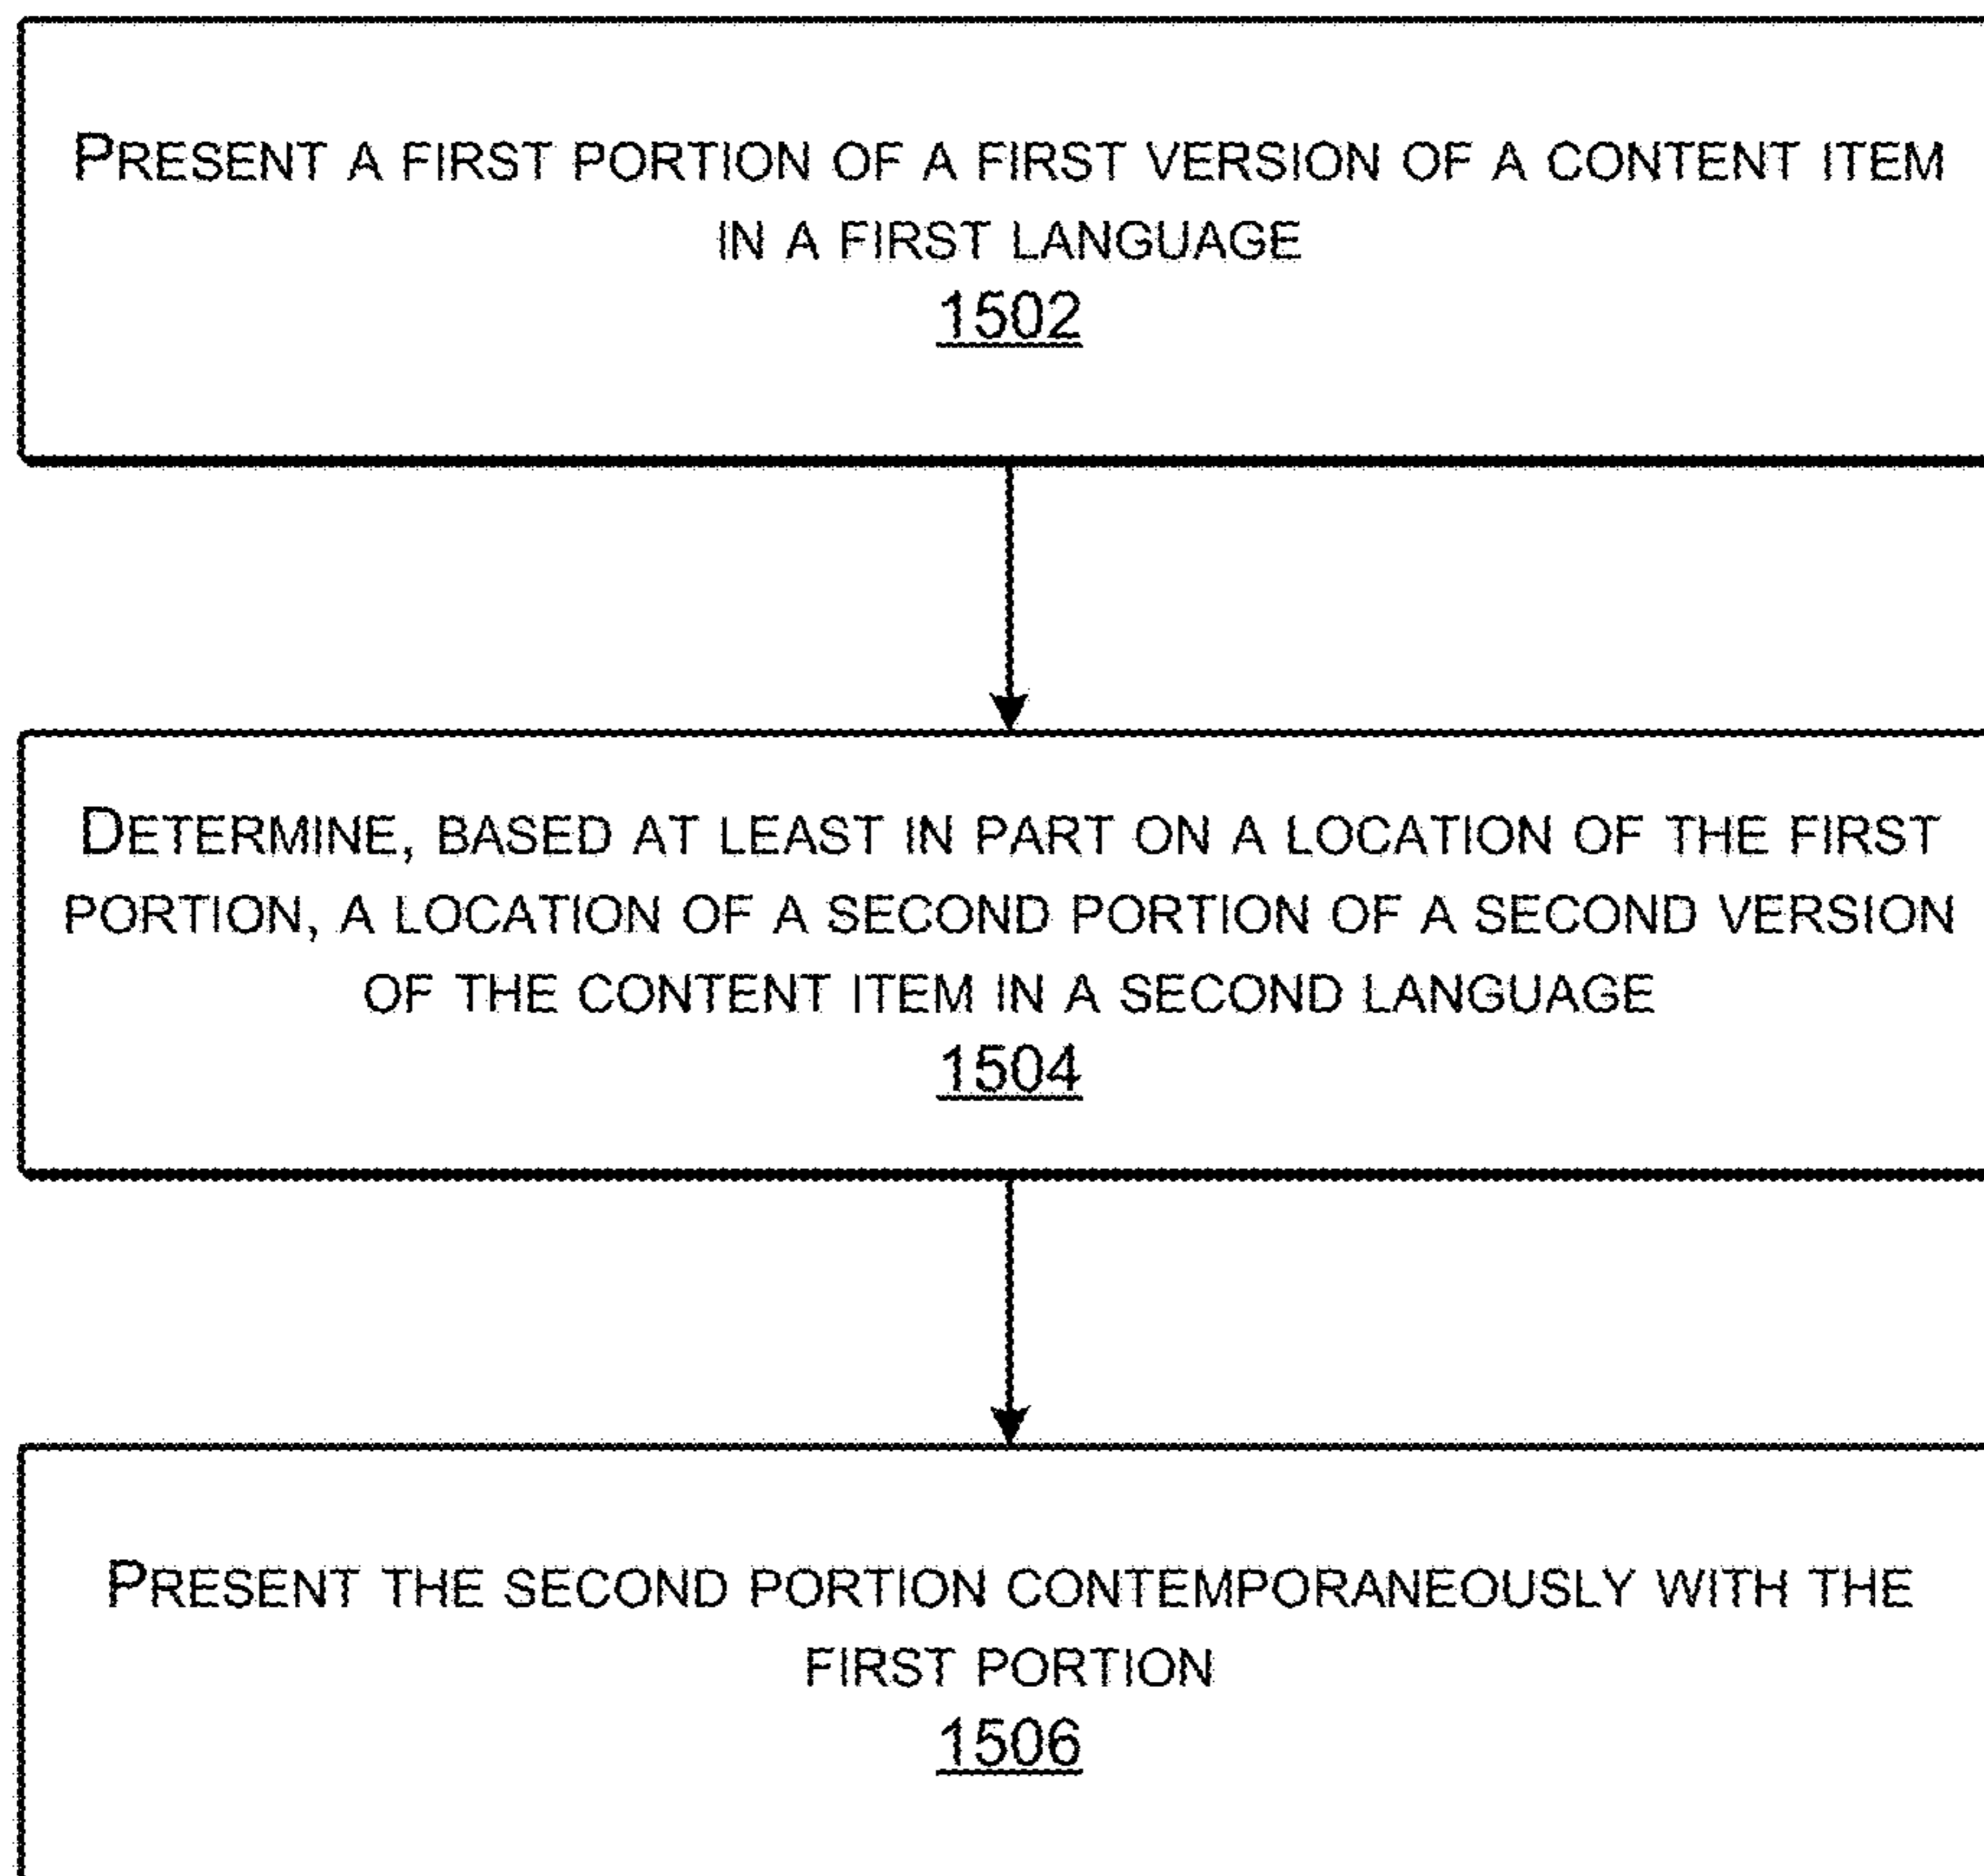 PRESENT A FIRST PORTION OF A FIRST VERSION OF A CONTENT ITEM
IN A FIRST LANGUAGE
1502
DETERMINE, BASED AT LEAST IN PART ON A LOCATION OF THE FIRST
PORTION, A LOCATION OF A SECOND PORTION OF A SECOND VERSION
OF THE CONTENT ITEM IN A SECOND LANGUAGE
1504
PRESENT THE SECOND PORTION CONTEMPORANEOUSLY WITH THE
FIRST PORTION
1506